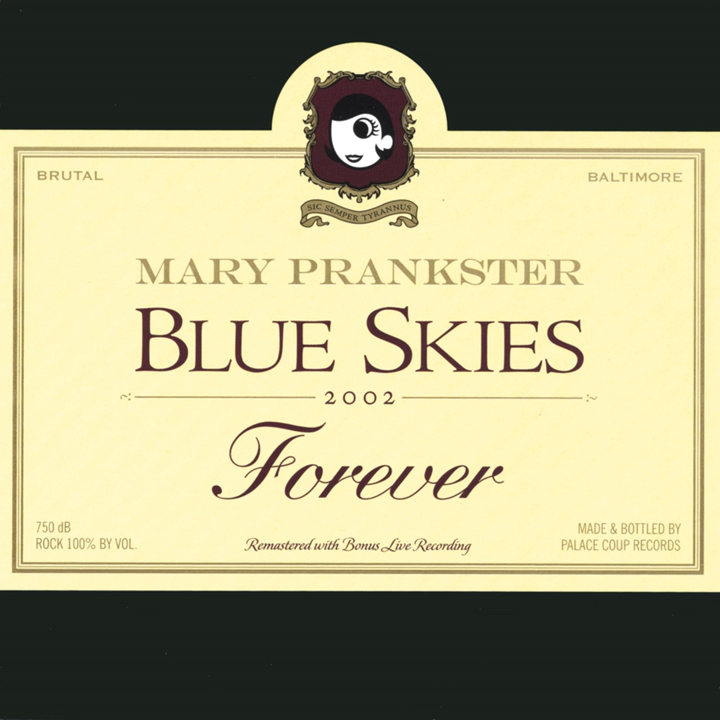 SIC SEMPER TYRANNUS
BRUTAL
BALTIMORE
MARY PRANKSTER
BLUE SKIES
2002
Forever
750 dB
ROCK 100% BY VOL.
Remastered with Bonus Live Recording
MADE & BOTTLED BY
PALACE COUP RECORDS